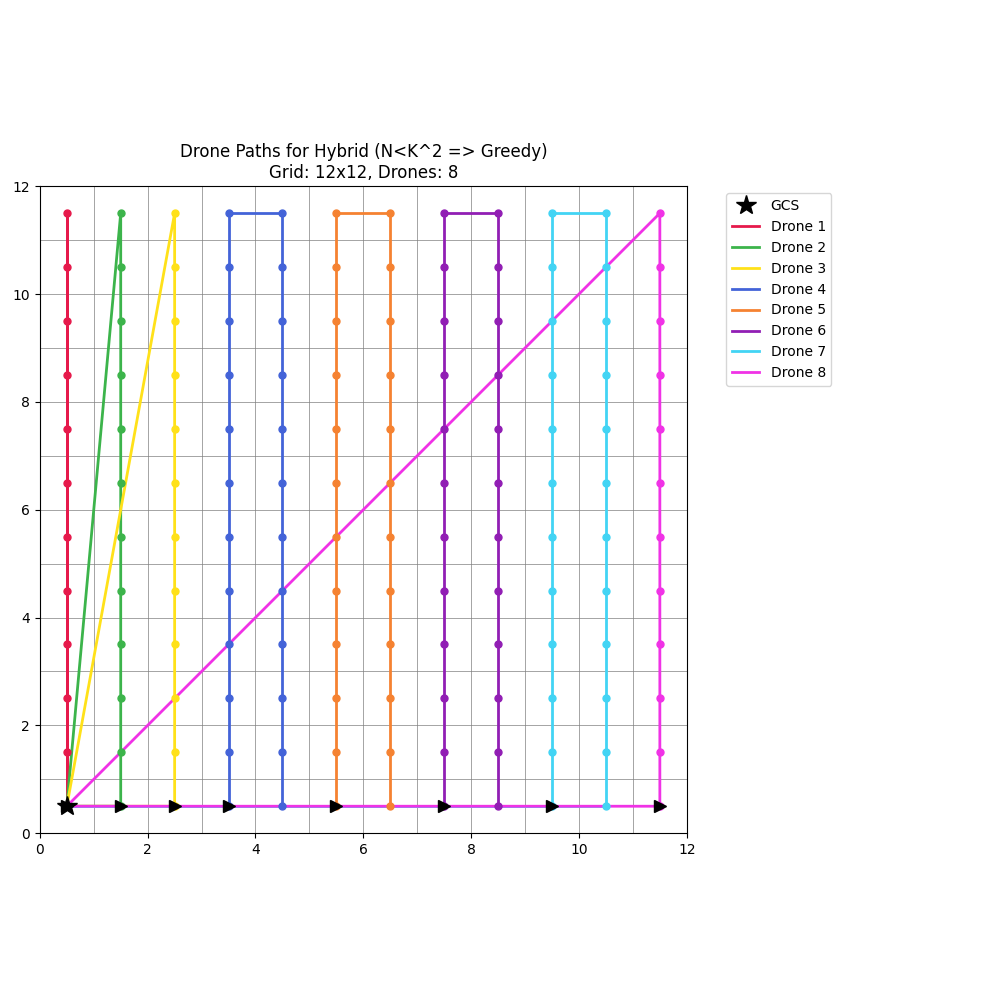 Drone Paths for Hybrid (N<K^2 => Greedy)
Grid: 12x12, Drones: 8
12
10
8
6
4
2
0
0 2 4 6 8 10 12
GCS
Drone 1
Drone 2
Drone 3
Drone 4
Drone 5
Drone 6
Drone 7
Drone 8